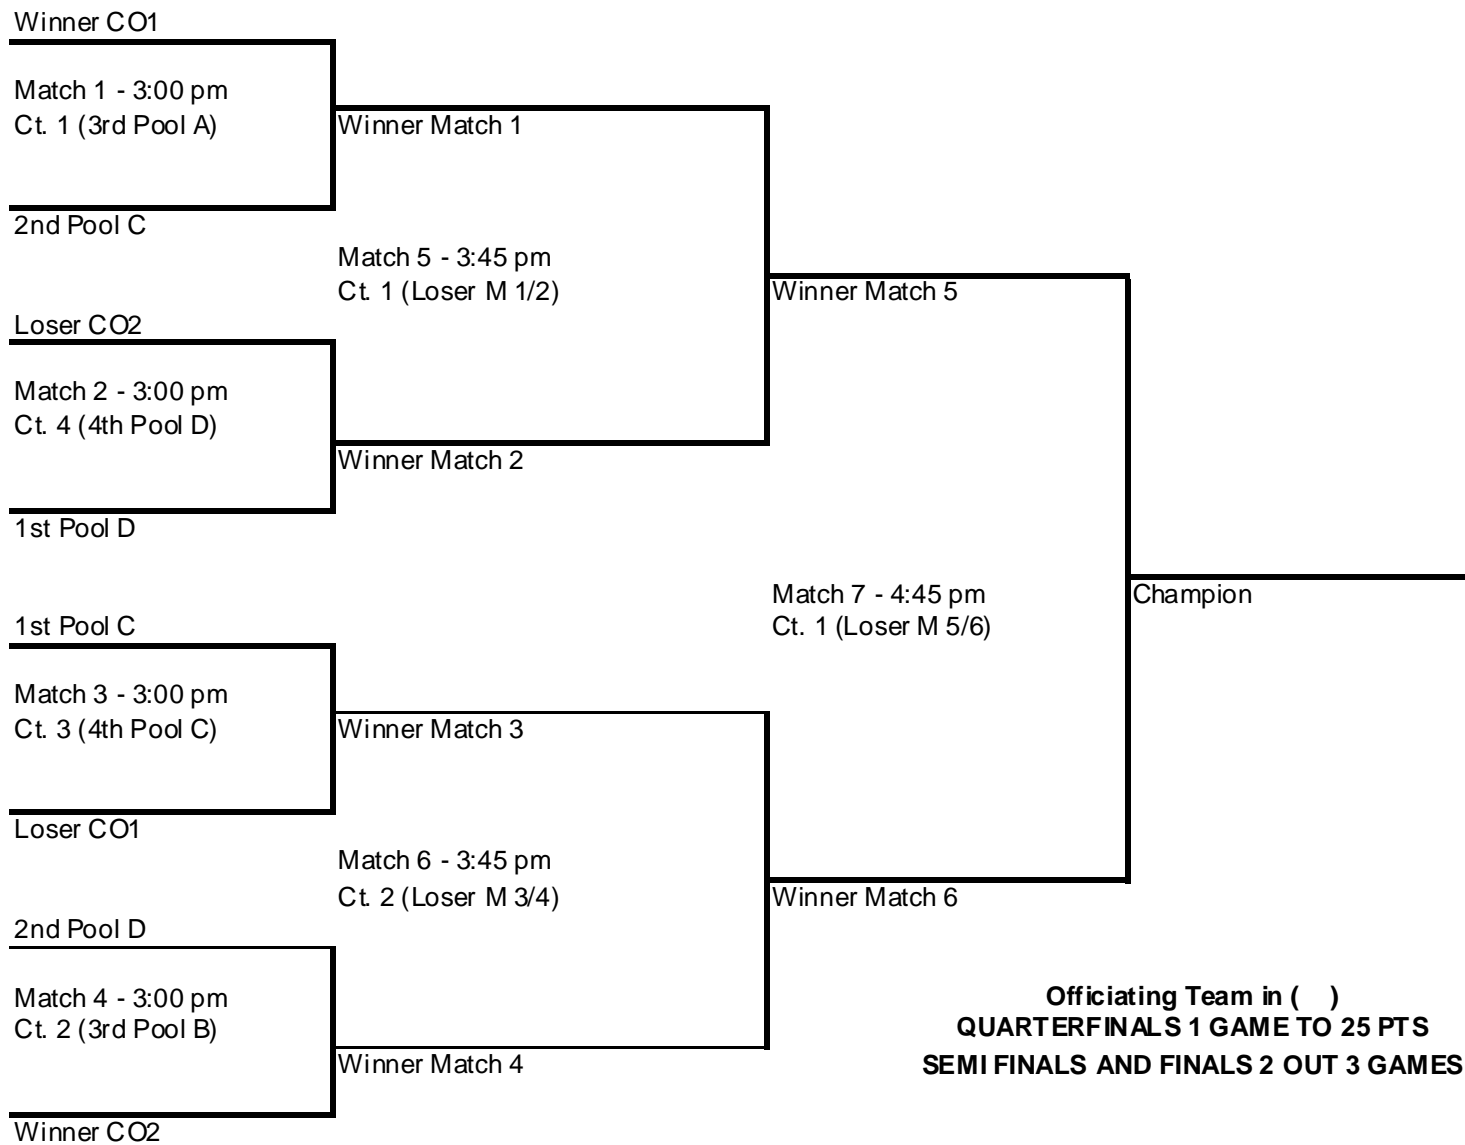 Winner CO1
Match 1 - 3:00 pm
Ct. 1 (3rd Pool A)
Winner Match 1
2nd Pool C
Match 5 - 3:45 pm
Ct. 1 (Loser M 1/2)
Winner Match 5
Loser CO2
Match 2 - 3:00 pm
Ct. 4 (4th Pool D)
Winner Match 2
1st Pool D
Match 7 - 4:45 pm
Ct. 1 (Loser M 5/6)
Champion
1st Pool C
Match 3 - 3:00 pm
Ct. 3 (4th Pool C)
Winner Match 3
Loser CO1
Match 6 - 3:45 pm
Ct. 2 (Loser M 3/4)
Winner Match 6
2nd Pool D
Match 4 - 3:00 pm
Ct. 2 (3rd Pool B)
Winner Match 4
Winner CO2
Officiating Team in (    )
QUARTERFINALS 1 GAME TO 25 PTS
SEMI FINALS AND FINALS 2 OUT 3 GAMES